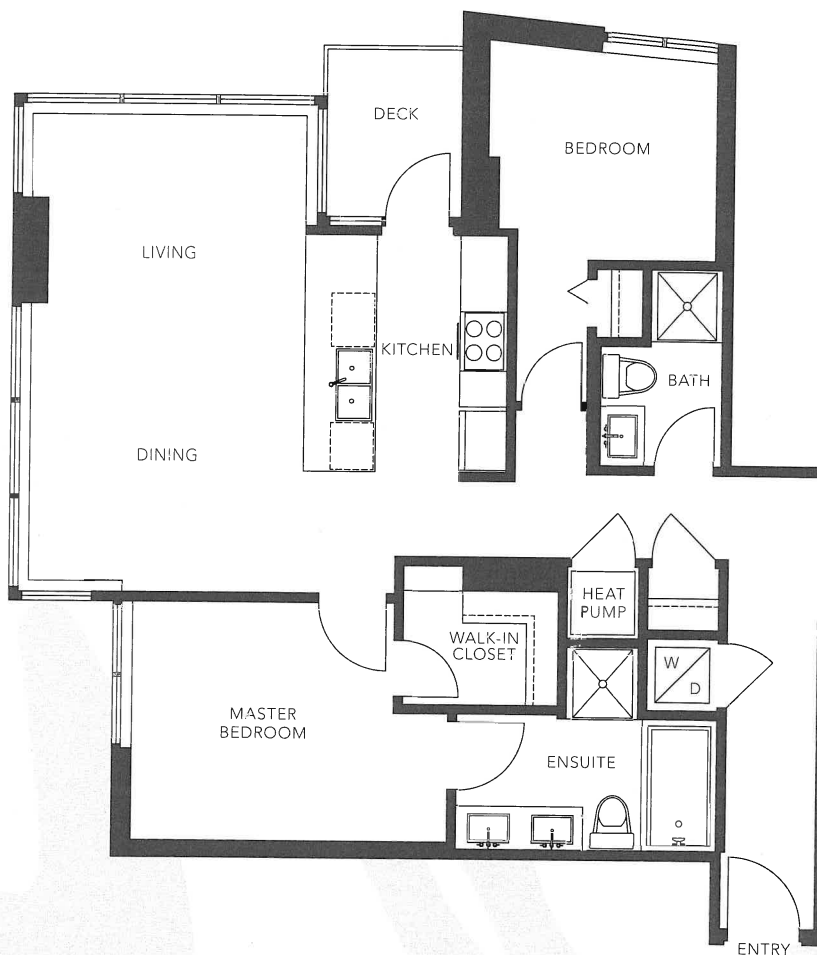 DECK
BEDROOM
LIVING
KITCHEN
BATH
DINING
HEAT
PUMP
WALK-IN
CLOSET
W
D
MASTER
BEDROOM
ENSUITE
ENTRY